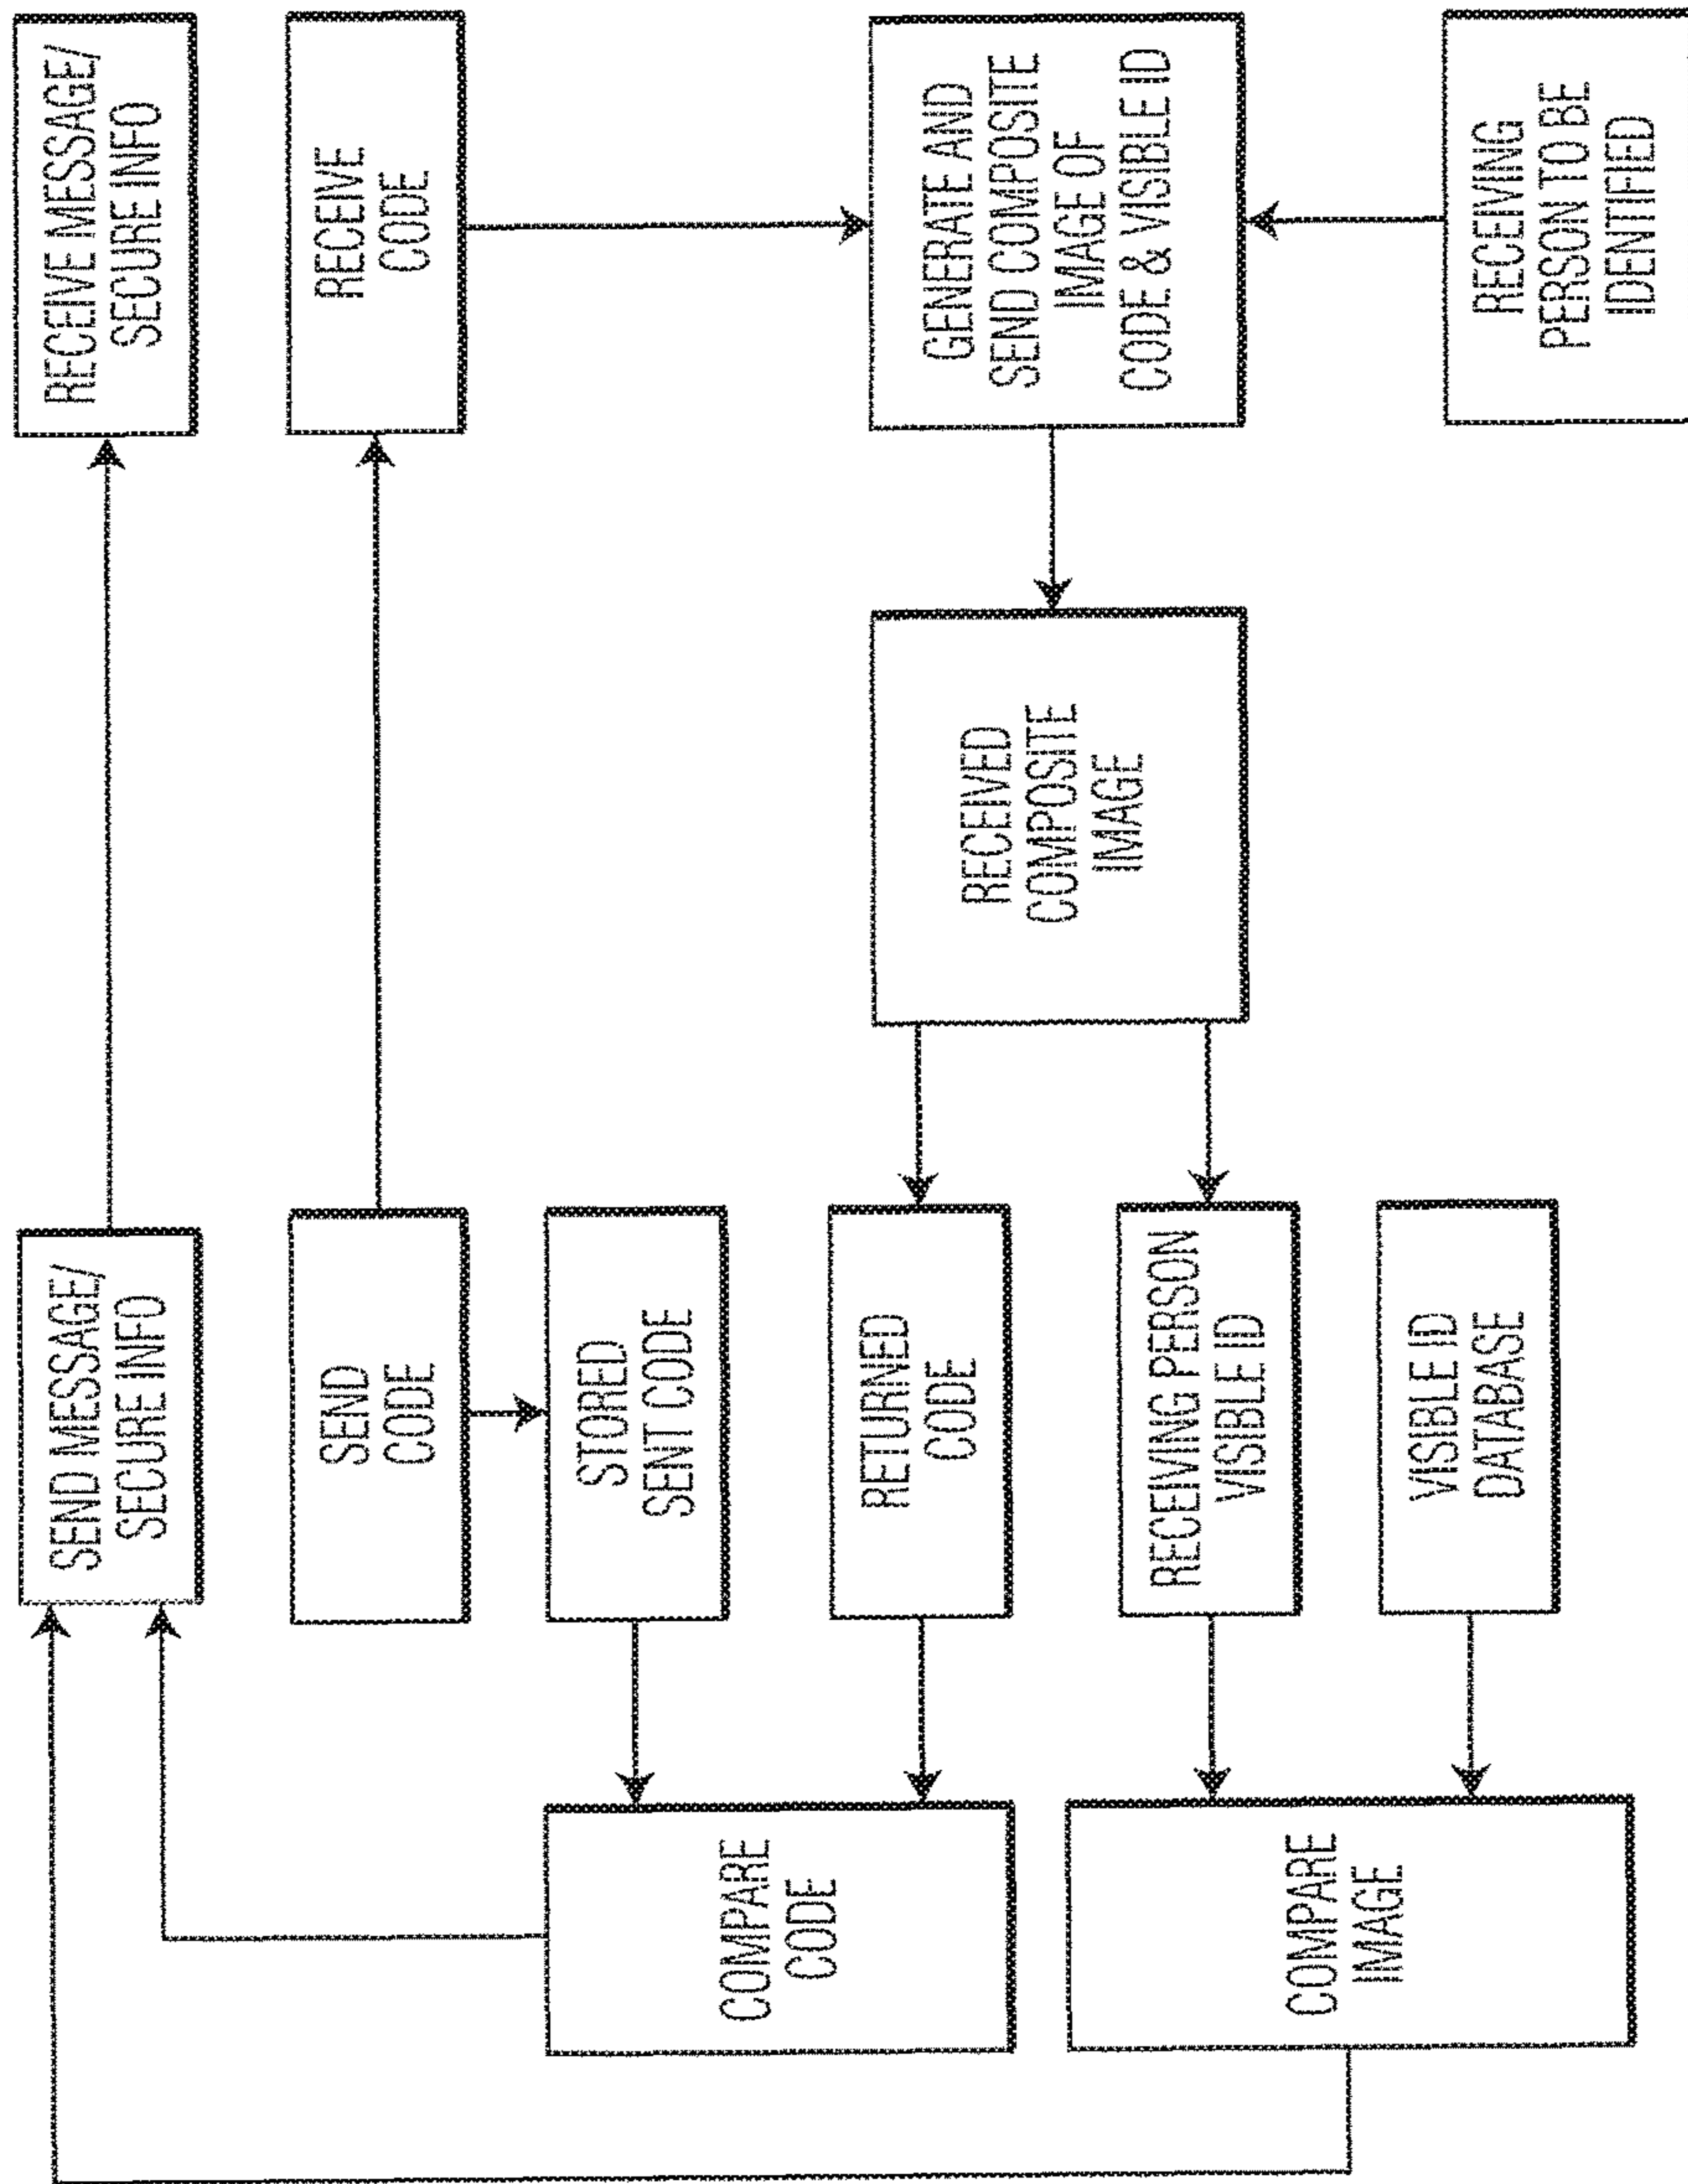 SEND MESSAGE/
SECURE INFO
RECEIVE MESSAGE/
SECURE INFO
SEND
CODE
RECEIVE
CODE
STORED
SENT CODE
COMPARE
CODE
RETURNED
CODE
RECEIVED
COMPOSITE
IMAGE
GENERATE AND
SEND COMPOSITE
IMAGE OF
CODE & VISIBLE ID
RECEIVING PERSON
VISIBLE ID
COMPARE
IMAGE
VISIBLE ID
DATABASE
RECEIVING
PERSON TO BE
IDENTIFIED